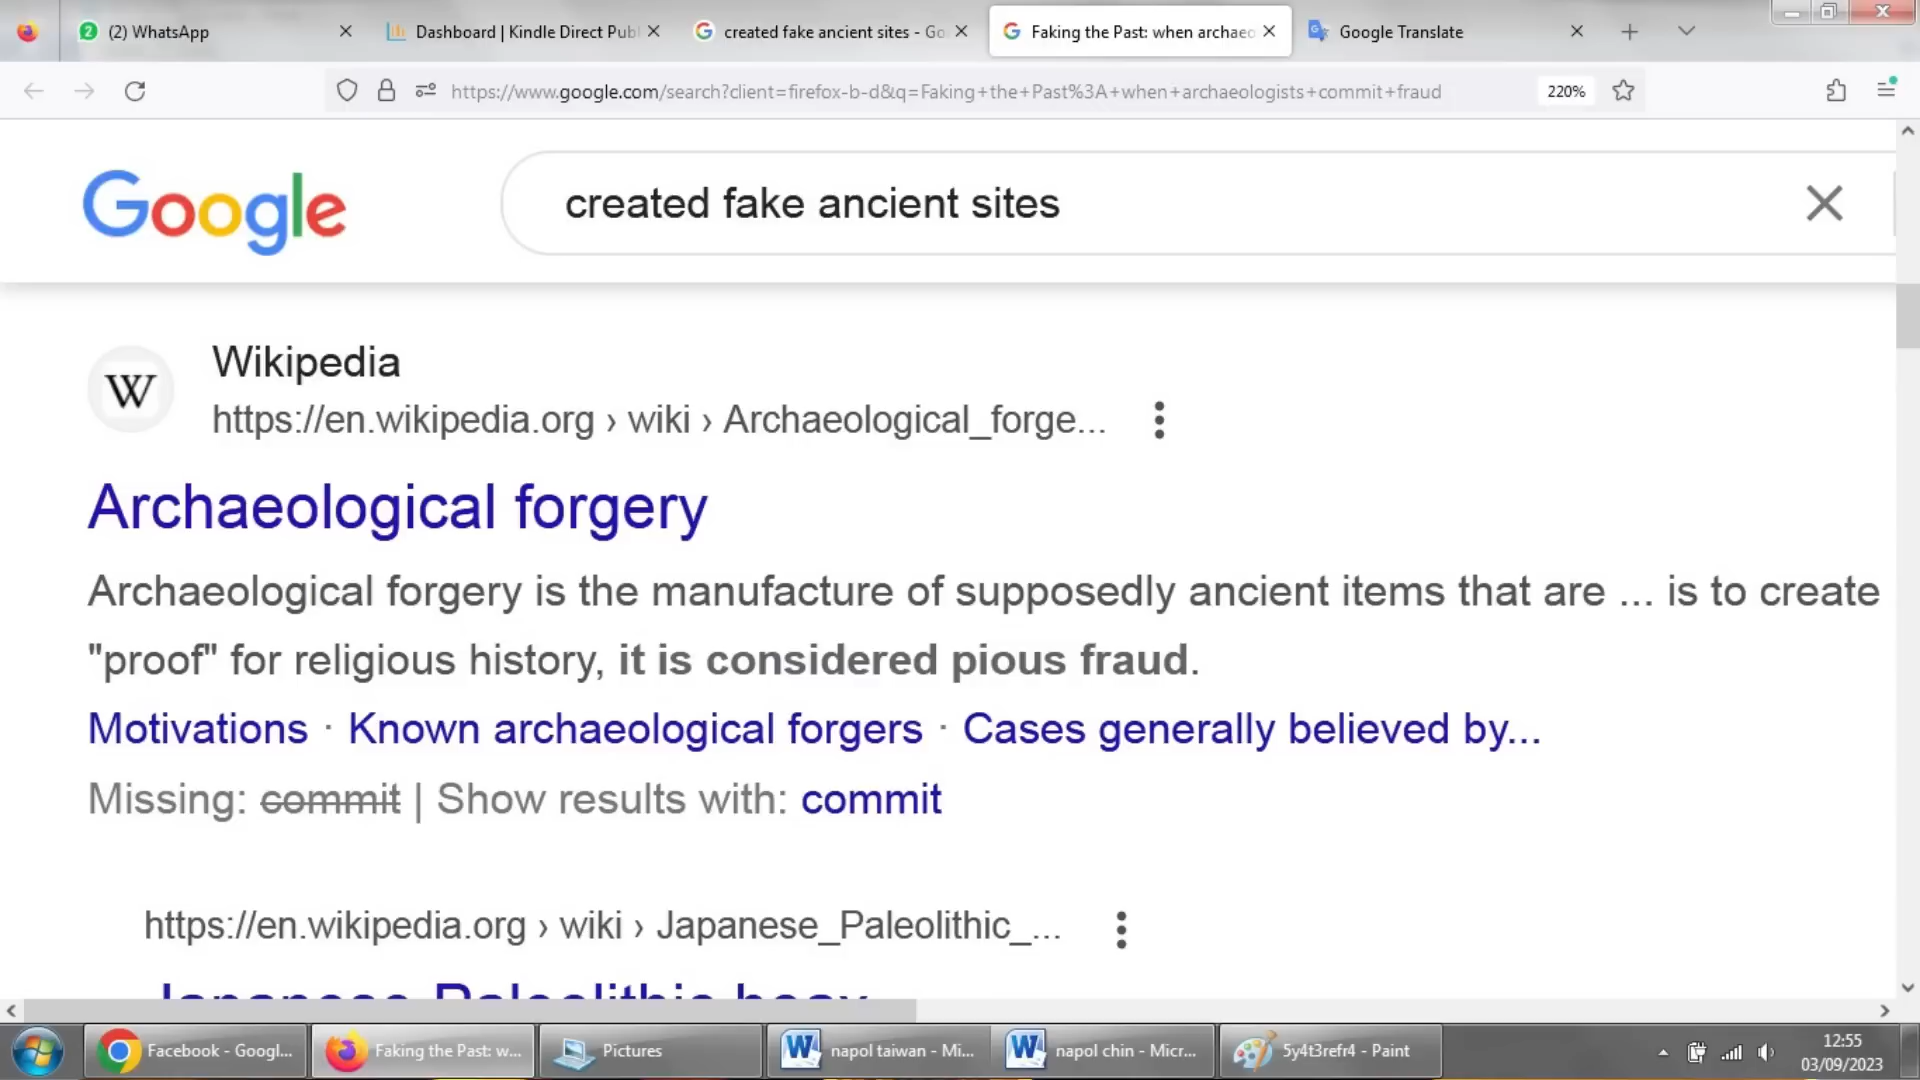 (2) WhatsApp
Dashboard | Kindle Direct Pub
created fake ancient sites - Go
Faking the Past: when archaeo
Google Translate
https://www.google.com/search?client=firefox-b-d&q=Faking+the+Past%3A+when+archaeologists+commit+fraud
220%
Google
created fake ancient sites
W
Wikipedia
https://en.wikipedia.org › wiki › Archaeological_forge...
Archaeological forgery
Archaeological forgery is the manufacture of supposedly ancient items that are ... is to create
"proof" for religious history, it is considered pious fraud.
Motivations · Known archaeological forgers · Cases generally believed by...
Missing: commit | Show results with: commit
https://en.wikipedia.org › wiki › Japanese_Paleolithic_...
Japanese Paleolithic hoax
Facebook - Googl...
Faking the Past: w...
Pictures
napol taiwan - Mi...
napol chin - Micr...
5y4t3refr4 - Paint
12:55
03/09/2023